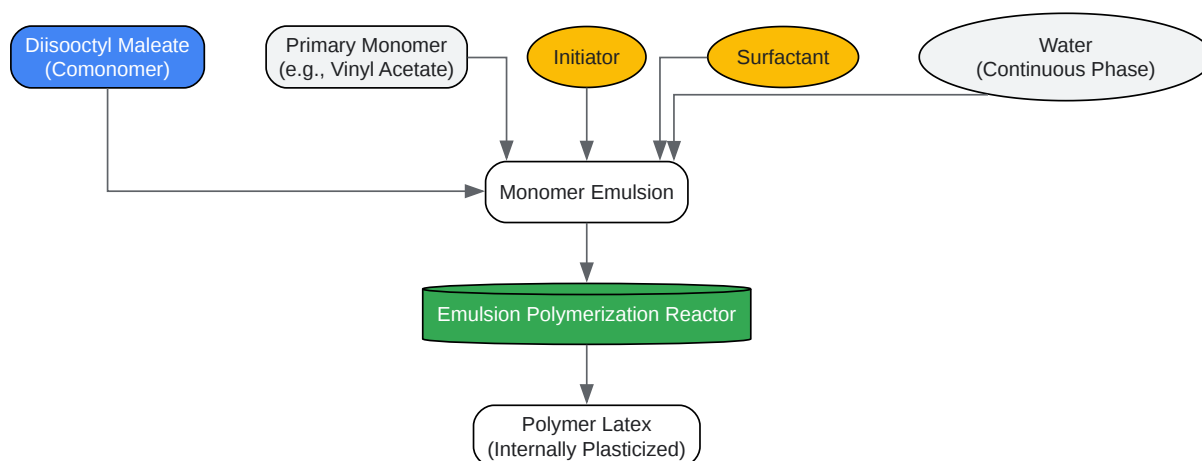 Diisooctyl Maleate
(Comonomer)
Primary Monomer
(e.g., Vinyl Acetate)
Initiator
Surfactant
Water
(Continuous Phase)
Monomer Emulsion
Emulsion Polymerization Reactor
Polymer Latex
(Internally Plasticized)